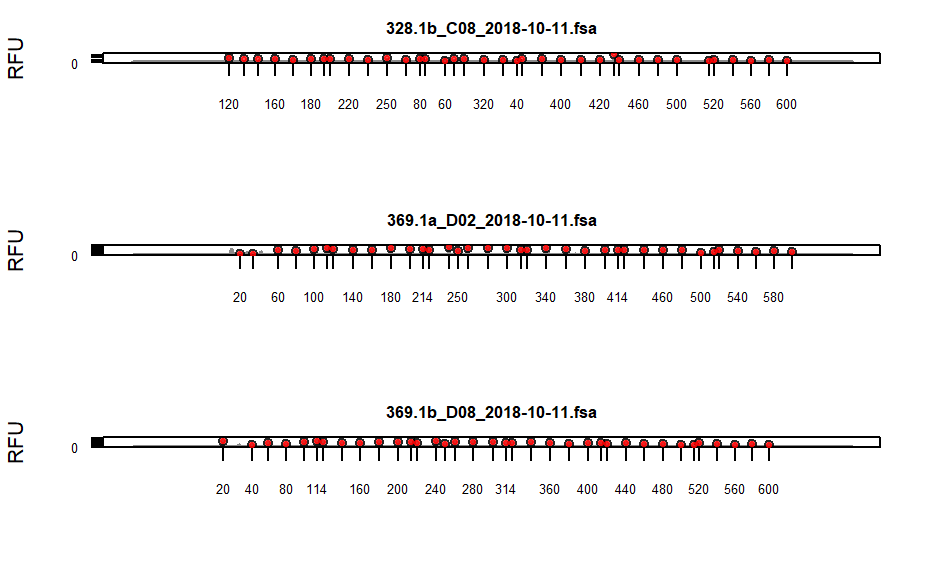 328.1b_C08_2018-10-11.fsa
RFU
0
120 160 180 220 250 80 60 320 40 400 420 460 500 520 560 600
369.1a_D02_2018-10-11.fsa
RFU
0
20 60 100 140 180 214 250 300 340 380 414 460 500 540 580
369.1b_D08_2018-10-11.fsa
RFU
0
20 40 80 114 160 200 240 280 314 360 400 440 480 520 560 600